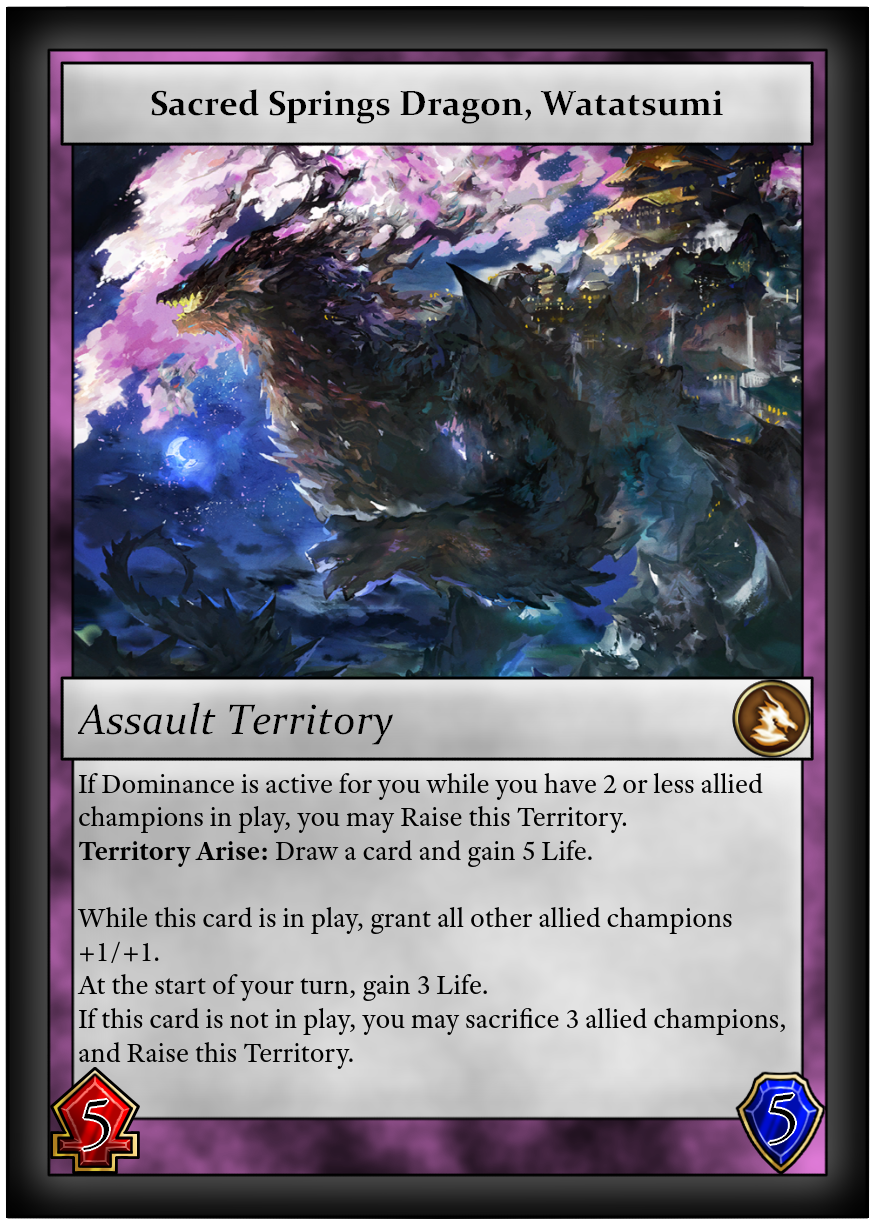 Sacred Springs Dragon, Watatsumi
Assault Territory
If Dominance is active for you while you have 2 or less allied
champions in play, you may Raise this Territory.
Territory Arise: Draw a card and gain 5 Life.
While this card is in play, grant all other allied champions
+1/+1.
At the start of your turn, gain 3 Life.
If this card is not in play, you may sacrifice 3 allied champions,
and Raise this Territory.
5
5